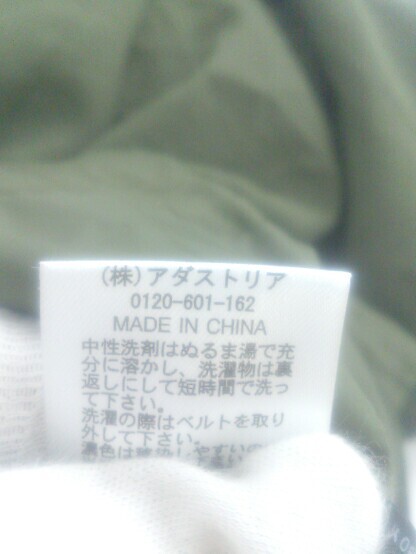 (株)アダストリア
0120-601-162
MADE IN CHINA
中性洗剤はぬるま湯で充
分に溶かし、洗濯物は裏
返しにして短時間で洗っ
て下さい。
洗濯の際はベルトを取り
外して下さい。
濃色は